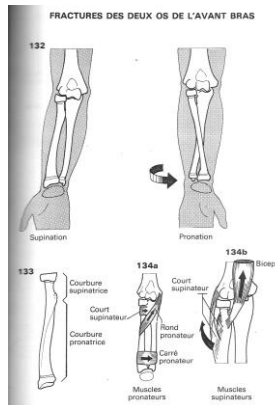 FRACTURES DES DEUX OS DE L'AVANT BRAS
132
Supination
Pronation
133
Courbure
supinatrice
Courbure
pronatrice
134a
Court
supinateur
Rond
pronateur
Carré
pronateur
Muscles
pronateurs
134b
Biceps
Court
supinateur
Muscles
supinateurs